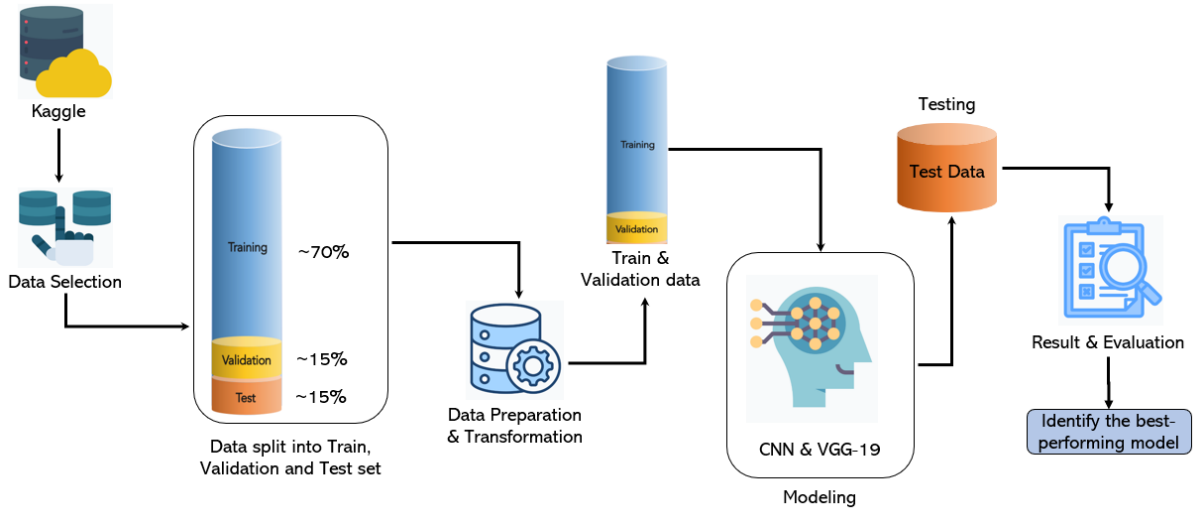 Kaggle
Data Selection
Training
~70%
Validation
~15%
Test
~15%
Data split into Train,
Validation and Test set
Data Preparation
& Transformation
Training
Validation
Train &
Validation data
CNN & VGG-19
Modeling
Testing
Test Data
Result & Evaluation
Identify the best-
performing model